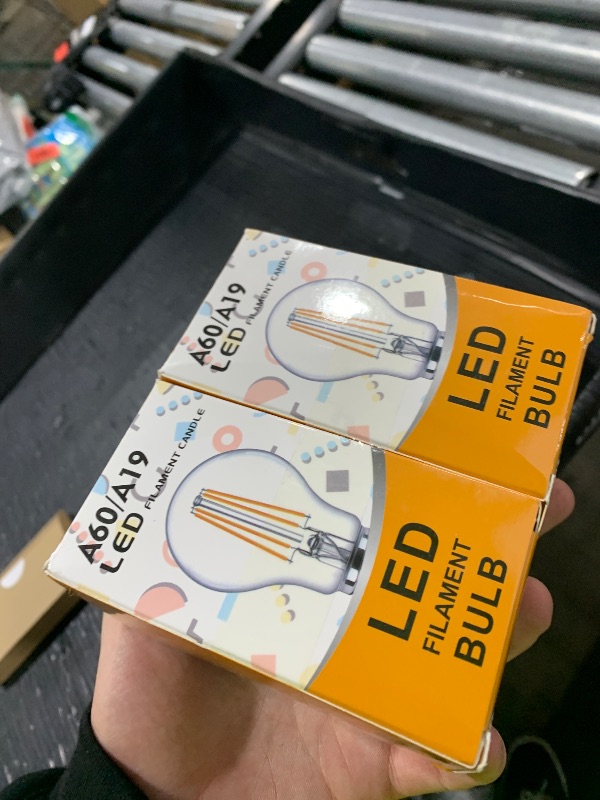 A60/A19
LED FILAMENT CANDLE
LED
FILAMENT
BULB
A60/A19
LED FILAMENT CANDLE
LED
FILAMENT
BULB